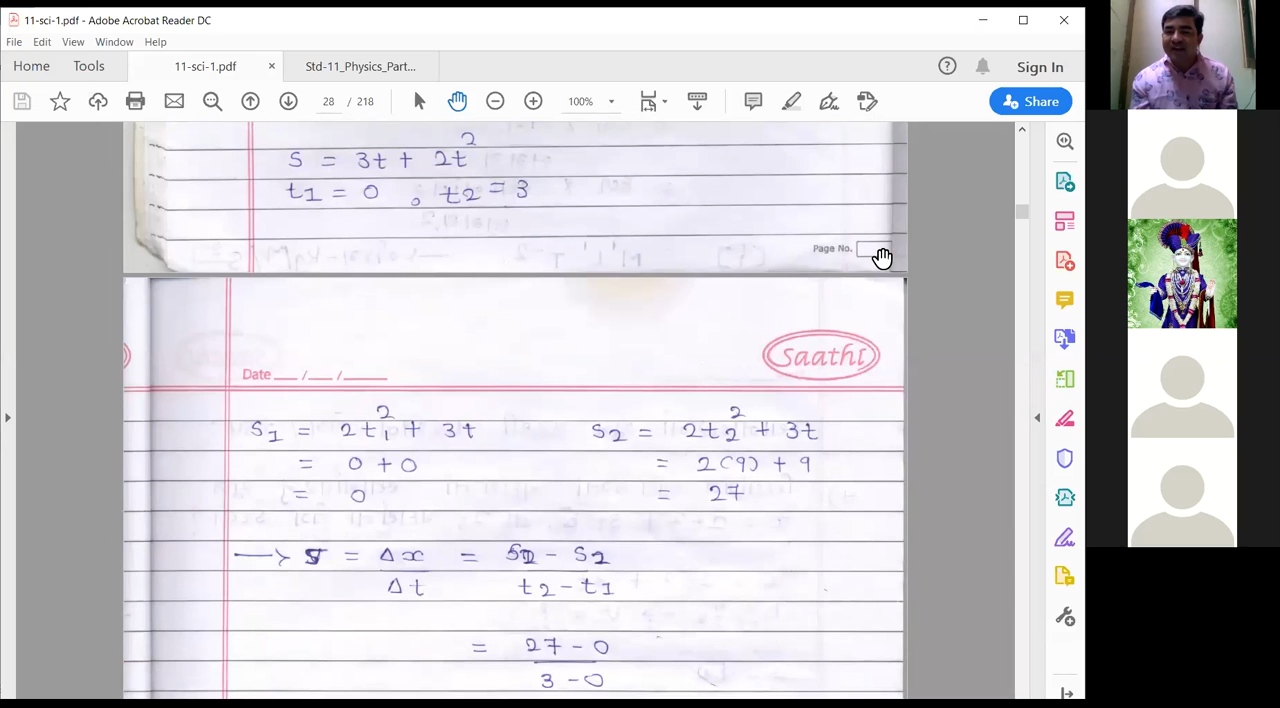 11-sci-1.pdf - Adobe Acrobat Reader DC
File Edit View Window Help
Home Tools 11-sci-1.pdf × Std-11_Physics_Part... Sign In
28 / 218 100% Share
S = 3t + 2t²
t1 = 0 , t2 = 3
Page No.
Saathi
Date __ /__ /____
S1 = 2t1² + 3t S2 = 2t2² + 3t
= 0 + 0 = 2(9) + 9
= 0 = 27
= Δx = - S2
Δt t2 - t1
= 27 - 0
3 - 0